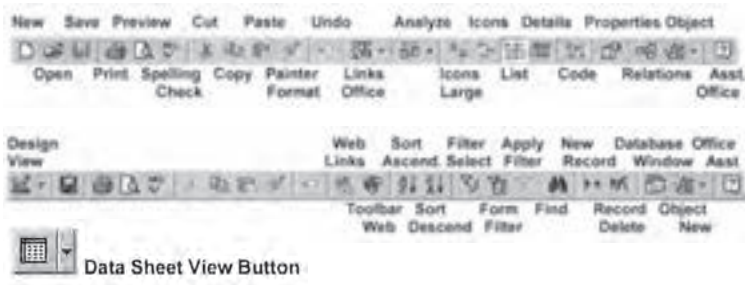 New Save Preview Cut Paste Undo Analyze Icons Details Properties Object
Open Print Spelling Copy Painter Links Icons List Code Relations Asst
Check Format Office Large Office
Design Web Sort Filter Apply New Database Office
View Links Ascend. Select Filter Record Window Asst
Toolbar Sort Form Find Record Object
Web Descend Filter Delete New
Data Sheet View Button